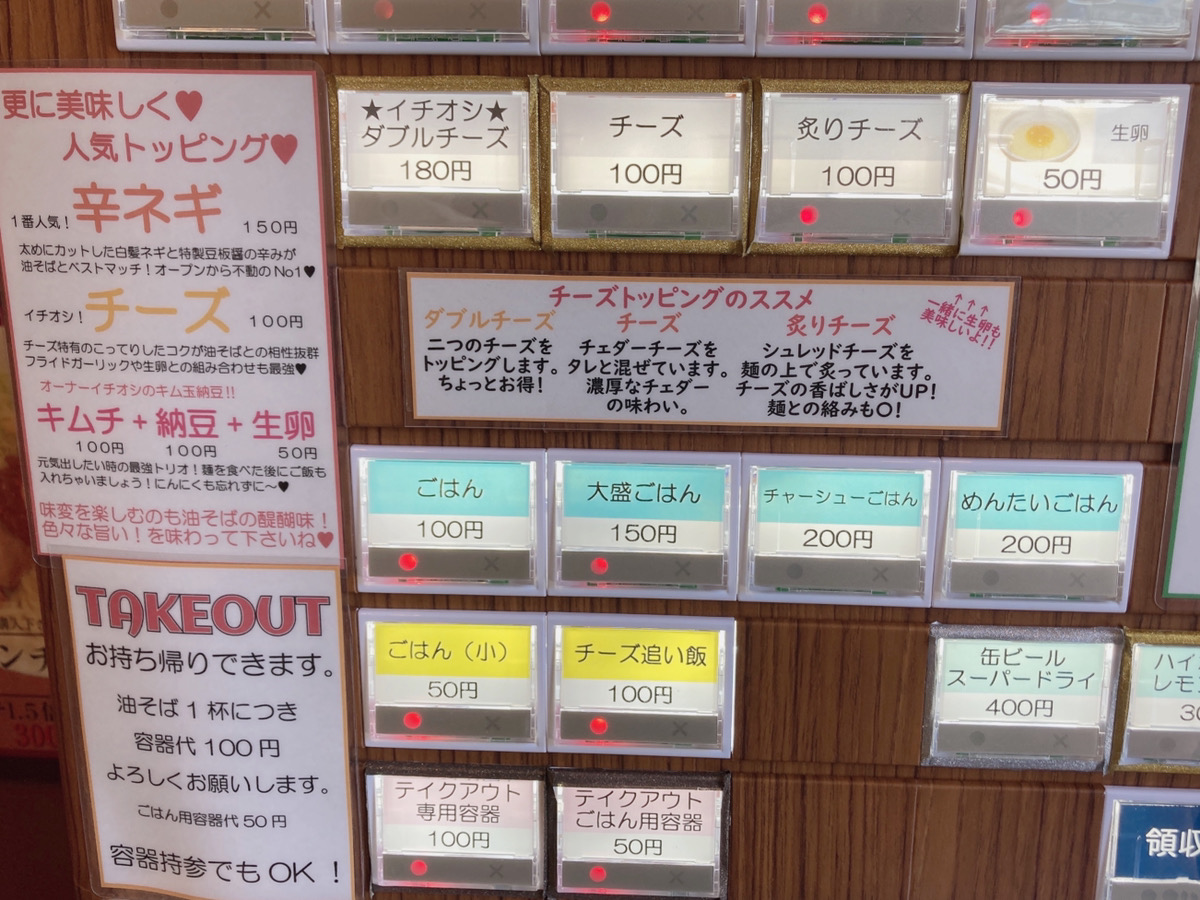 更に美味しく♥
人気トッピング♥
1番人気！辛ネギ 150円
太めにカットした白髪ネギと特製豆板醤の辛みが
油そばとベストマッチ！オープンから不動のNo1♥
イチオシ！チーズ 100円
チーズ特有のこってりしたコクが油そばとの相性抜群
フライドガーリックや生卵との組み合わせも最強♥
オーナーイチオシのキム玉納豆!!
キムチ+納豆+生卵
100円 100円 50円
元気出したい時の最強トリオ！麺を食べた後にご飯も
入れちゃいましょう！にんにくも忘れずに〜♥
味変を楽しむのも油そばの醍醐味！
色々な旨い！を味わって下さいね♥
TAKEOUT
お持ち帰りできます。
油そば1杯につき
容器代100円
よろしくお願いします。
ごはん用容器代50円
容器持参でもOK！
★イチオシ★
ダブルチーズ
180円
チーズ
100円
炙りチーズ
100円
生卵
50円
チーズトッピングのススメ
ダブルチーズ
二つのチーズを
トッピングします。
ちょっとお得！
チーズ
チェダーチーズを
タレと混ぜています。
濃厚なチェダー
の味わい。
炙りチーズ
シュレッドチーズを
麺の上で炙っています。
チーズの香ばしさがUP！
麺との絡みも○！
↑↑↑
一緒に生卵も
美味しいよ!!
ごはん
100円
大盛ごはん
150円
チャーシューごはん
200円
めんたいごはん
200円
ごはん（小）
50円
チーズ追い飯
100円
缶ビール
スーパードライ
400円
ハイ
レモ
30
テイクアウト
専用容器
100円
テイクアウト
ごはん用容器
50円
領収